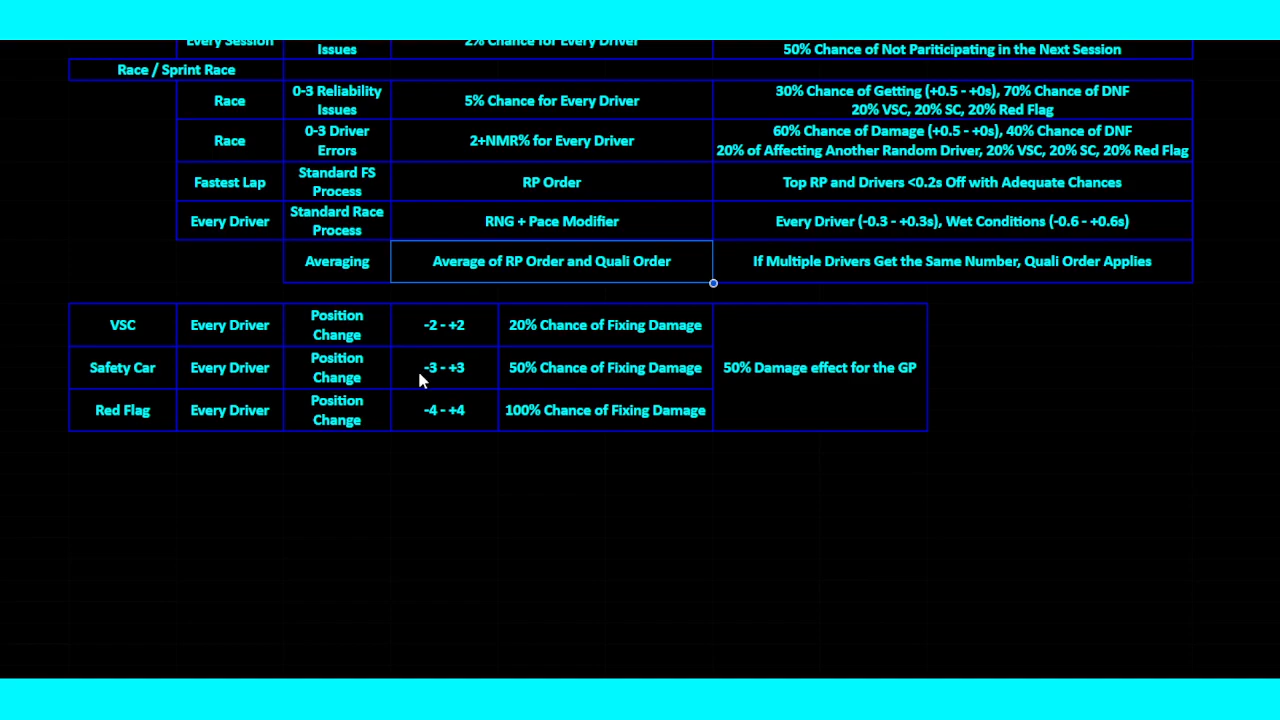 Every Session
Issues
2% Chance for Every Driver
50% Chance of Not Pariticipating in the Next Session
Race / Sprint Race
Race
0-3 Reliability
Issues
5% Chance for Every Driver
30% Chance of Getting (+0.5 - +0s), 70% Chance of DNF
20% VSC, 20% SC, 20% Red Flag
Race
0-3 Driver
Errors
2+NMR% for Every Driver
60% Chance of Damage (+0.5 - +0s), 40% Chance of DNF
20% of Affecting Another Random Driver, 20% VSC, 20% SC, 20% Red Flag
Fastest Lap
Standard FS
Process
RP Order
Top RP and Drivers <0.2s Off with Adequate Chances
Every Driver
Standard Race
Process
RNG + Pace Modifier
Every Driver (-0.3 - +0.3s), Wet Conditions (-0.6 - +0.6s)
Averaging
Average of RP Order and Quali Order
If Multiple Drivers Get the Same Number, Quali Order Applies
VSC
Every Driver
Position
Change
-2 - +2
20% Chance of Fixing Damage
Safety Car
Every Driver
Position
Change
-3 - +3
50% Chance of Fixing Damage
50% Damage effect for the GP
Red Flag
Every Driver
Position
Change
-4 - +4
100% Chance of Fixing Damage